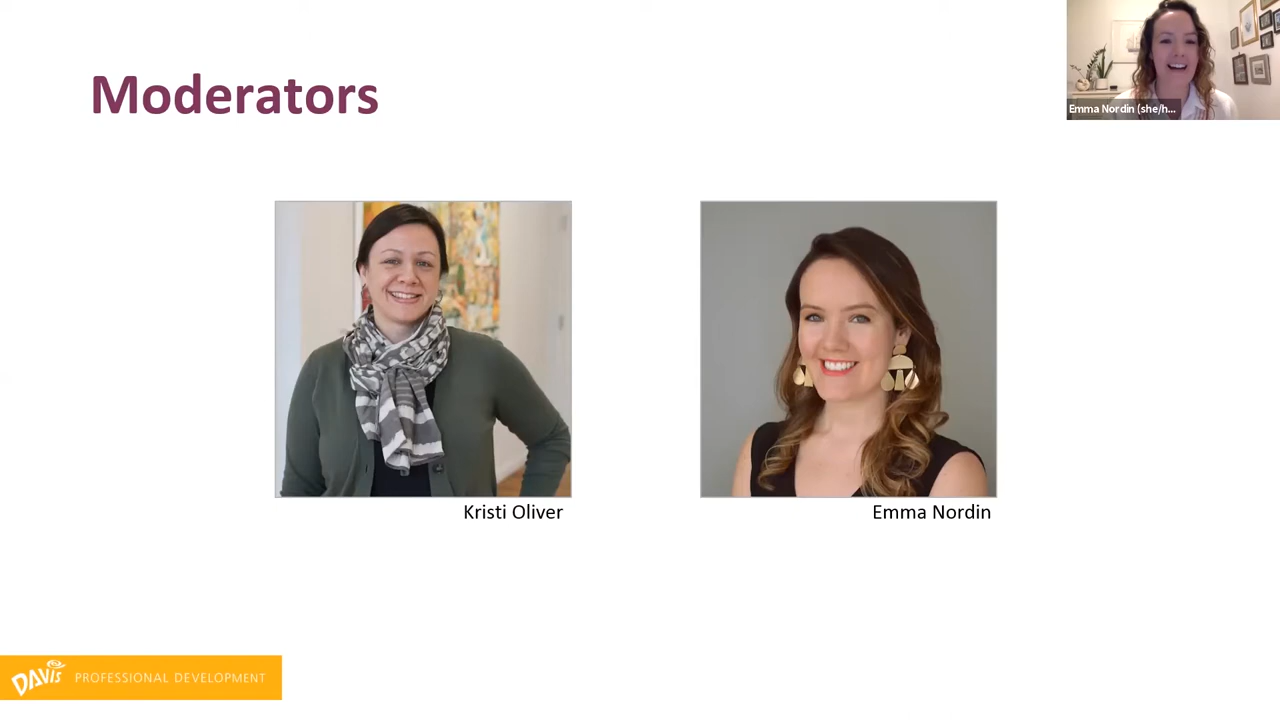 Moderators
Emma Nordin (she/h...
Kristi Oliver
Emma Nordin
DAVIS PROFESSIONAL DEVELOPMENT